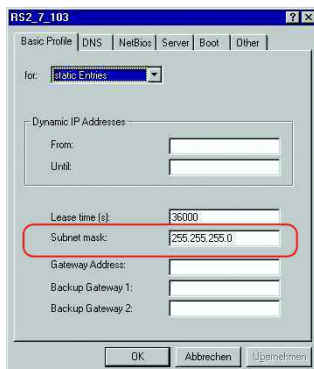 RS2_7_103
Basic Profile DNS NetBios Server Boot Other
for: static Entries
Dynamic IP Addresses
From:
Until:
Lease time (s): 36000
Subnet mask: 255.255.255.0
Gateway Address:
Backup Gateway 1:
Backup Gateway 2:
OK Abbrechen Übernehmen